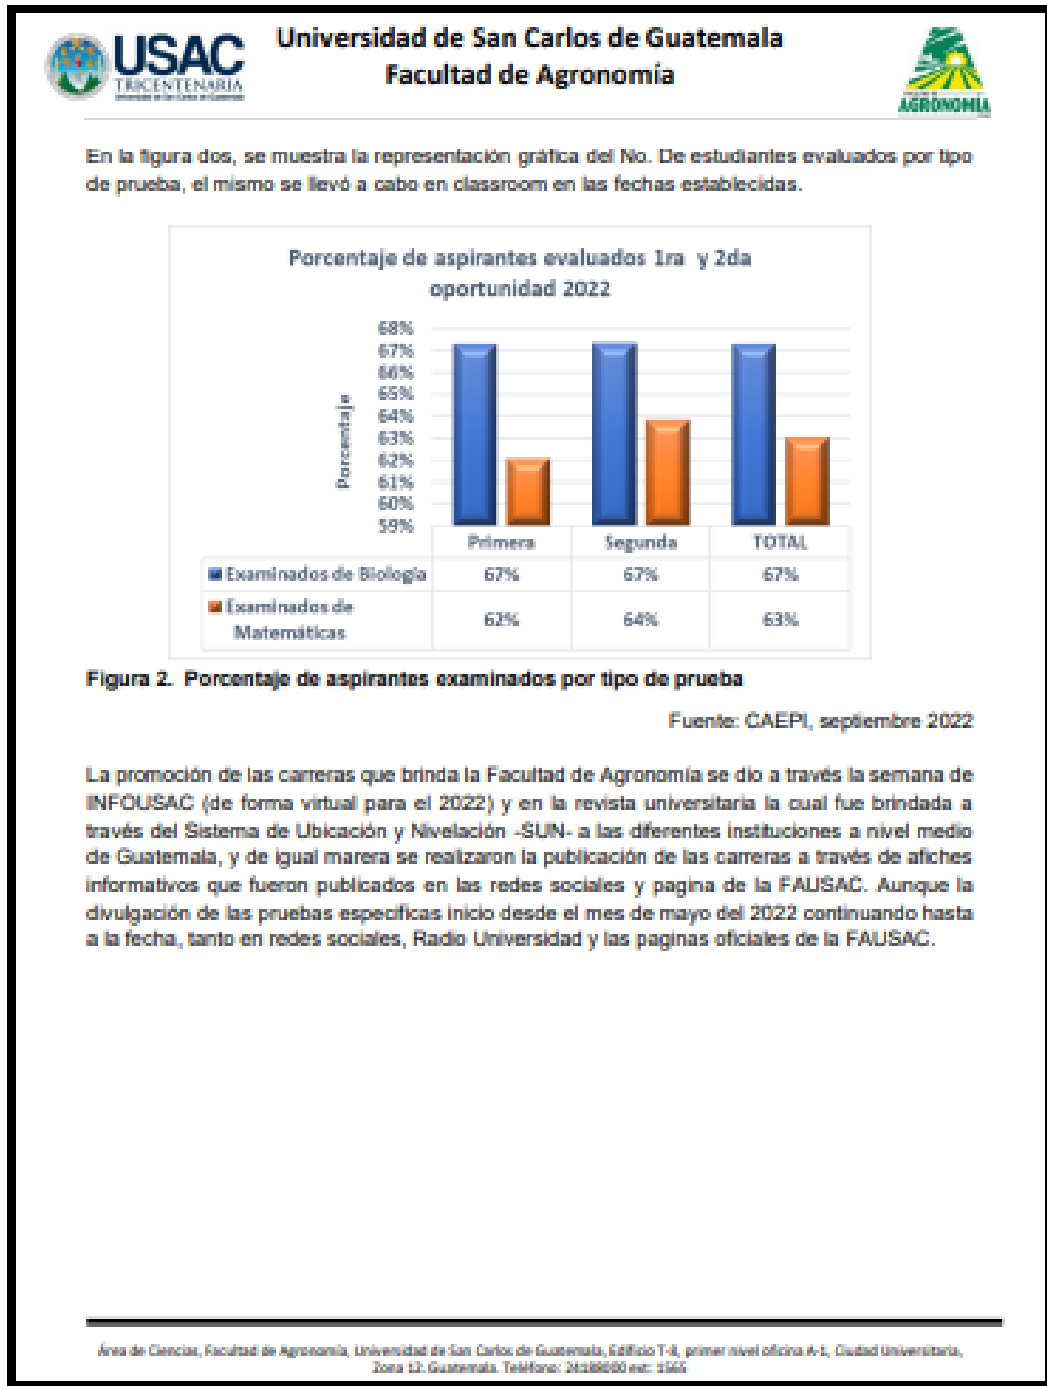 USAC
TRICENTENARIA
Universidad de San Carlos de Guatemala
Universidad de San Carlos de Guatemala
Facultad de Agronomía
AGRONOMIA
En la figura dos, se muestra la representación gráfica del No. De estudiantes evaluados por tipo
de prueba, el mismo se llevó a cabo en classroom en las fechas establecidas.
Porcentaje de aspirantes evaluados 1ra y 2da
oportunidad 2022
Porcentaje
68%
67%
66%
65%
64%
63%
62%
61%
60%
59%
Primera Segunda TOTAL
Examinados de Biología 67% 67% 67%
Examinados de
Matemáticas 62% 64% 63%
Figura 2. Porcentaje de aspirantes examinados por tipo de prueba
Fuente: CAEPI, septiembre 2022
La promoción de las carreras que brinda la Facultad de Agronomía se dio a través la semana de
INFOUSAC (de forma virtual para el 2022) y en la revista universitaria la cual fue brindada a
través del Sistema de Ubicación y Nivelación -SUN- a las diferentes instituciones a nivel medio
de Guatemala, y de igual marera se realizaron la publicación de las carreras a través de afiches
informativos que fueron publicados en las redes sociales y pagina de la FAUSAC. Aunque la
divulgación de las pruebas específicas inicio desde el mes de mayo del 2022 continuando hasta
a la fecha, tanto en redes sociales, Radio Universidad y las paginas oficiales de la FAUSAC.
Área de Ciencias, Facultad de Agronomía, Universidad de San Carlos de Guatemala, Edificio T-8, primer nivel oficina A-1, Ciudad Universitaria,
Zona 12. Guatemala. Teléfono: 24188000 ext: 1565